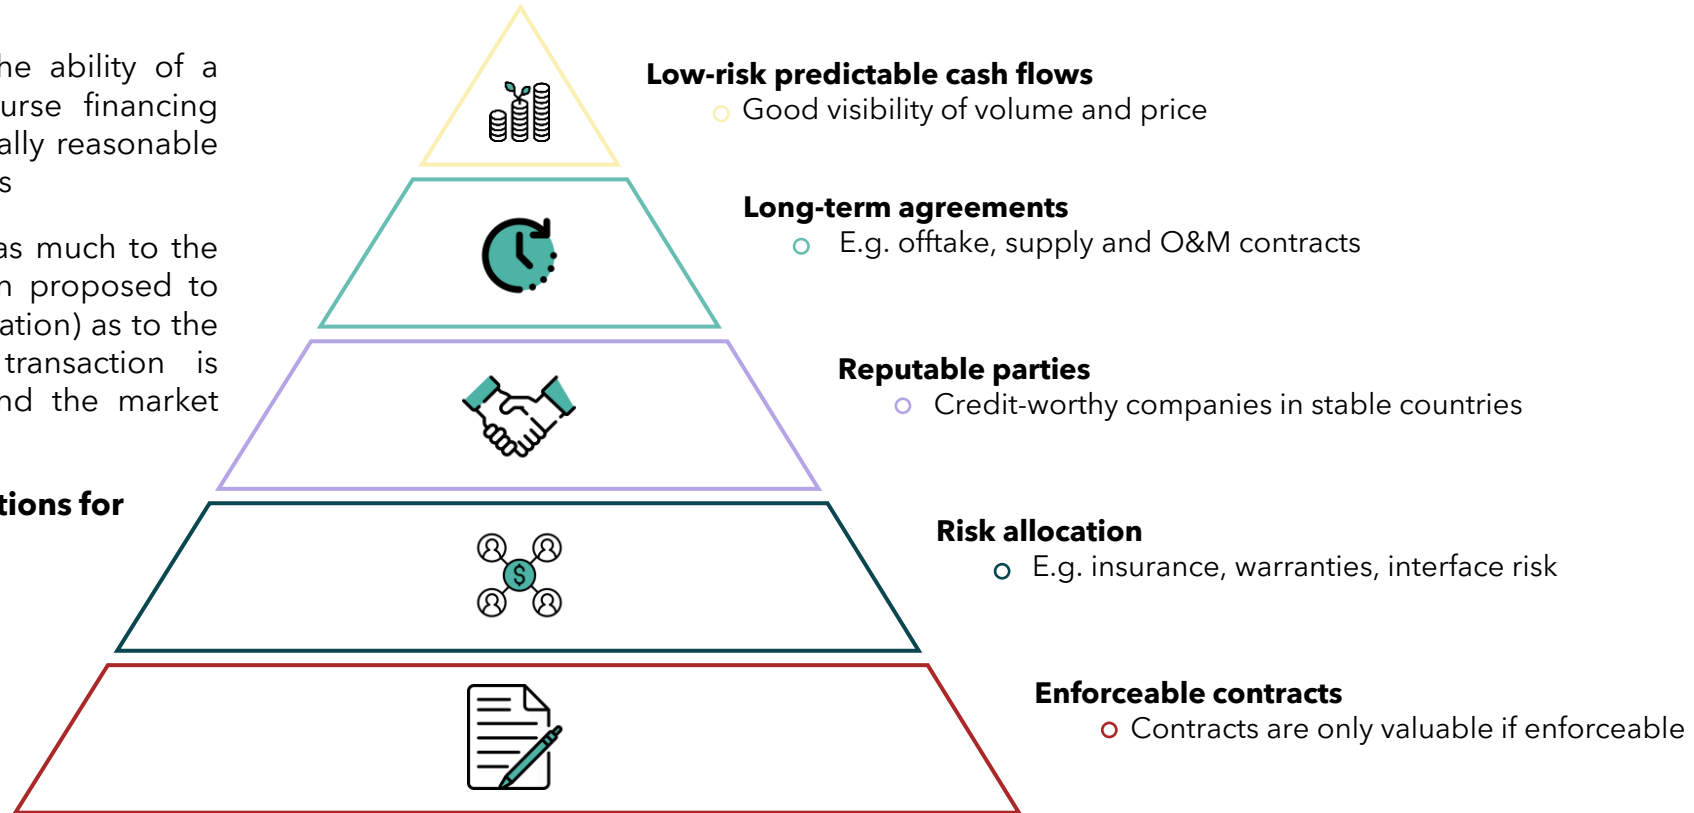 he ability of a
urse financing
ally reasonable
s
as much to the
n proposed to
ation) as to the
transaction is
nd the market
tions for
Low-risk predictable cash flows
Good visibility of volume and price
Long-term agreements
E.g. offtake, supply and O&M contracts
Reputable parties
Credit-worthy companies in stable countries
$
Risk allocation
E.g. insurance, warranties, interface risk
Enforceable contracts
Contracts are only valuable if enforceable